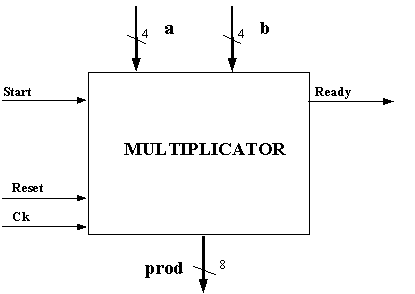 4 a 4 b
Start Ready
MULTIPLICATOR
Reset
Ck
prod 8